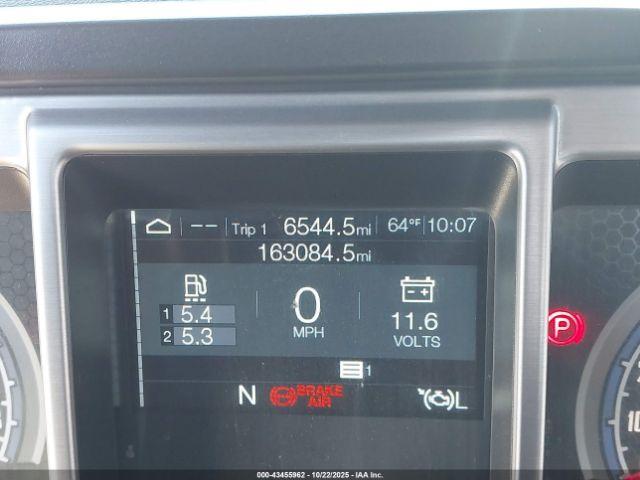 -- Trip 1 6544.5mi 64°F 10:07
163084.5mi
1 5.4
2 5.3
0
MPH
11.6
VOLTS
1
N BRAKE AIR L
P
000-43455962 - 10/22/2025 - IAA Inc.